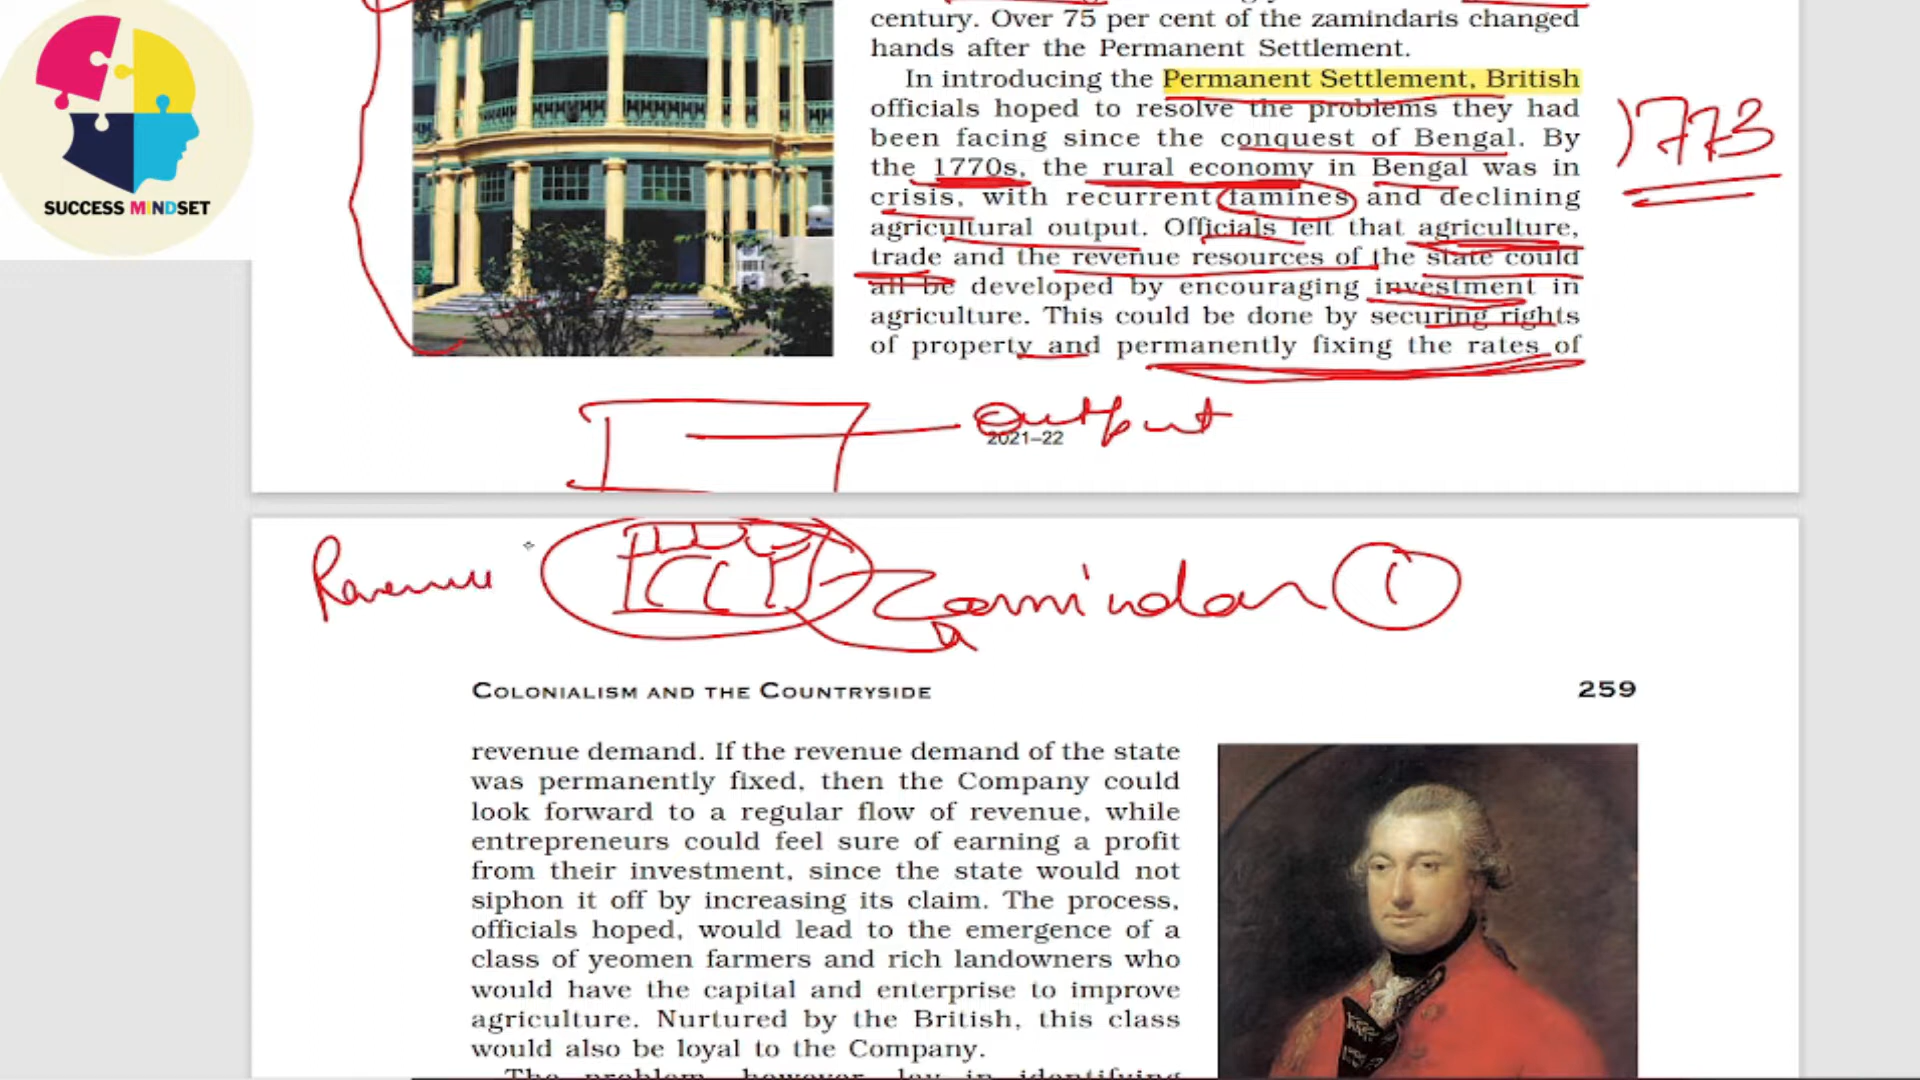 century. Over 75 per cent of the zamindaris changed
hands after the Permanent Settlement.
In introducing the Permanent Settlement, British
officials hoped to resolve the problems they had
been facing since the conquest of Bengal. By
the 1770s, the rural economy in Bengal was in
crisis, with recurrent famines and declining
agricultural output. Officials felt that agriculture,
trade and the revenue resources of the state could
all be developed by encouraging investment in
agriculture. This could be done by securing rights
of property and permanently fixing the rates of
1773
SUCCESS MINDSET
Output
2021–22
Revenue
Zamindar 1
COLONIALISM AND THE COUNTRYSIDE 259
revenue demand. If the revenue demand of the state
was permanently fixed, then the Company could
look forward to a regular flow of revenue, while
entrepreneurs could feel sure of earning a profit
from their investment, since the state would not
siphon it off by increasing its claim. The process,
officials hoped, would lead to the emergence of a
class of yeomen farmers and rich landowners who
would have the capital and enterprise to improve
agriculture. Nurtured by the British, this class
would also be loyal to the Company.
The problem, however, lay in identifying